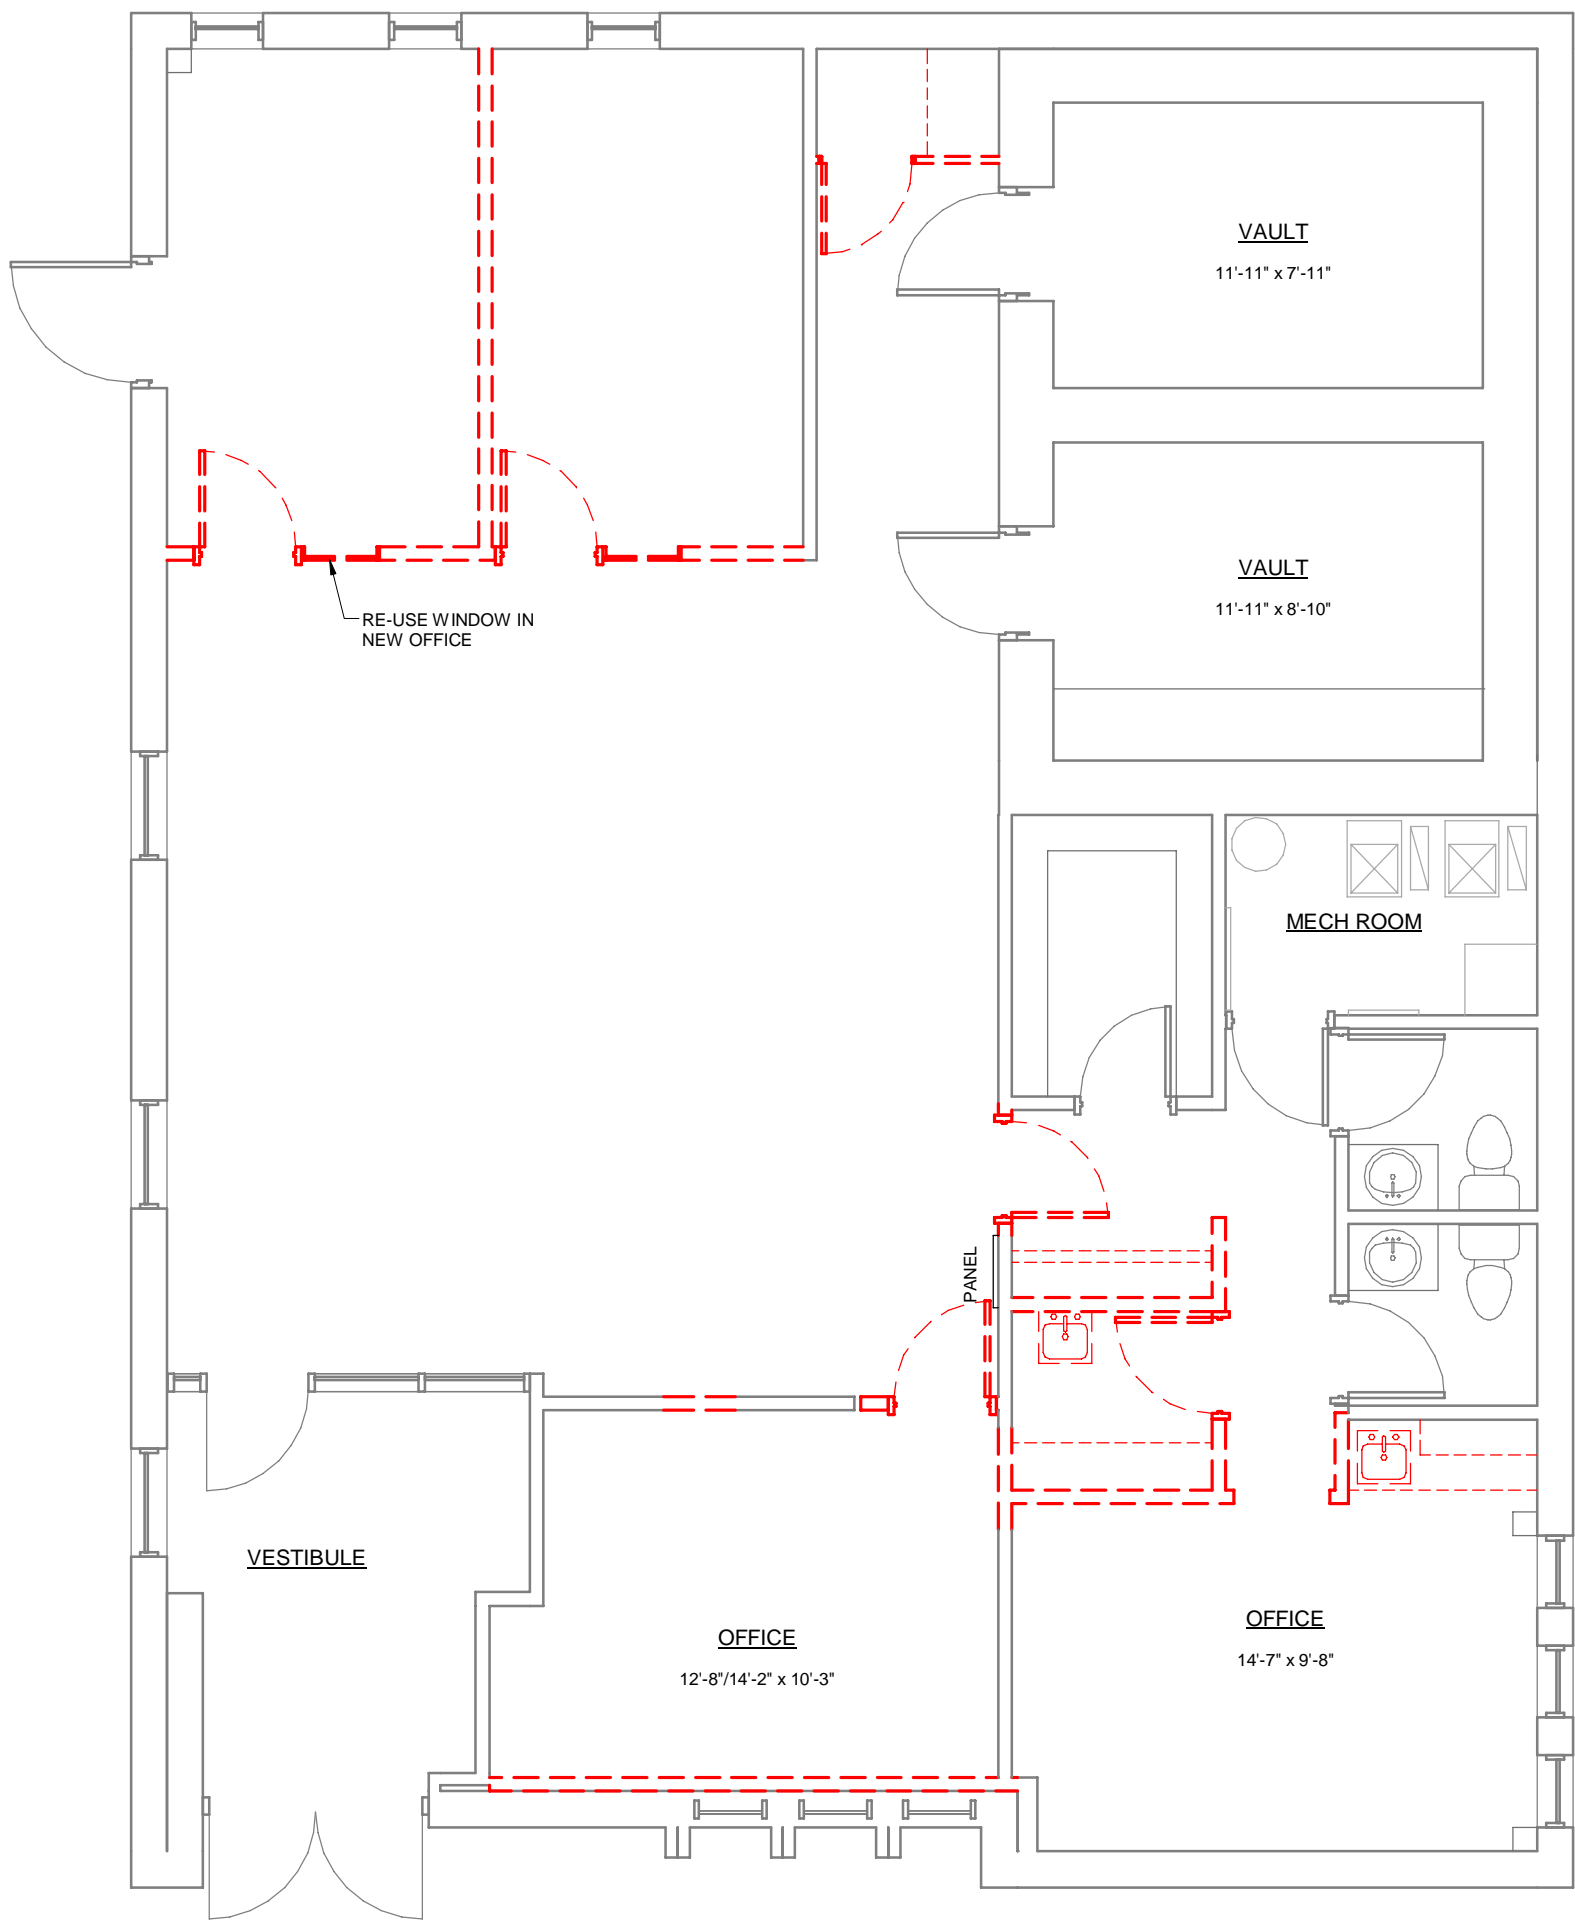 VAULT
11'-11" x 7'-11"
VAULT
11'-11" x 8'-10"
RE-USE WINDOW IN
NEW OFFICE
MECH ROOM
PANEL
VESTIBULE
OFFICE
12'-8"/14'-2" x 10'-3"
OFFICE
14'-7" x 9'-8"